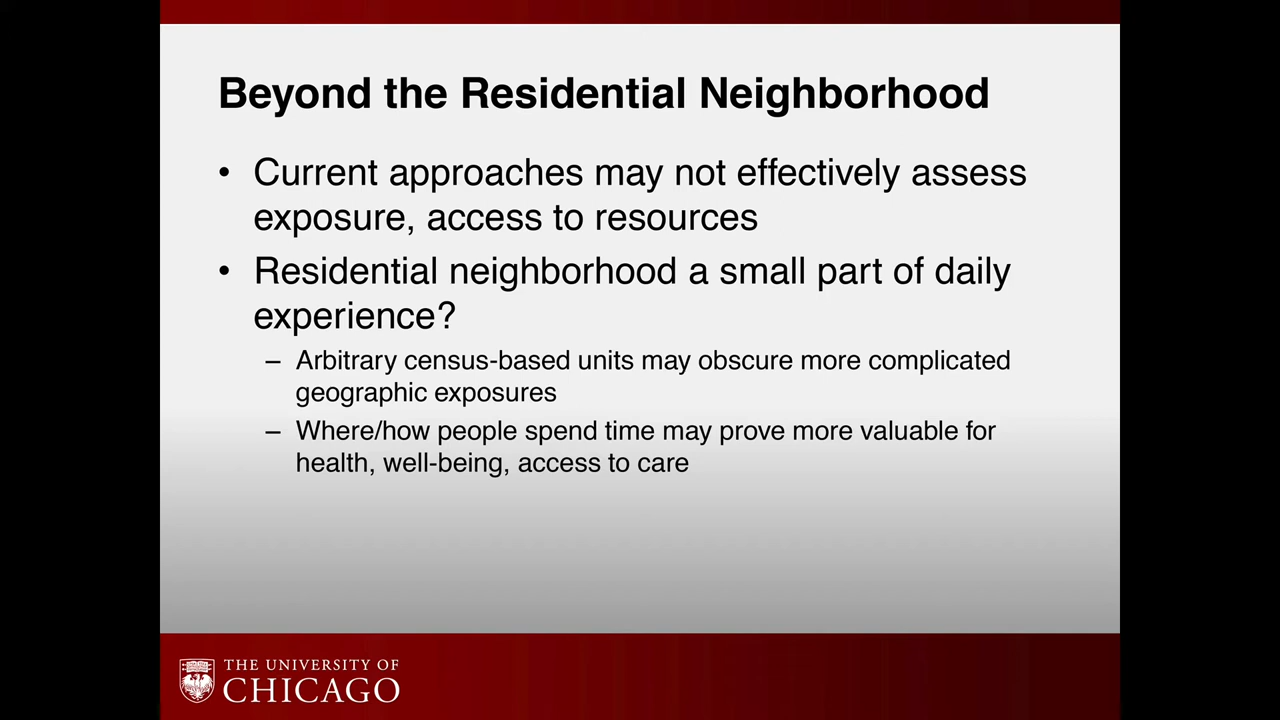 Beyond the Residential Neighborhood
• Current approaches may not effectively assess
exposure, access to resources
• Residential neighborhood a small part of daily
experience?
– Arbitrary census-based units may obscure more complicated
geographic exposures
– Where/how people spend time may prove more valuable for
health, well-being, access to care
THE UNIVERSITY OF
CHICAGO